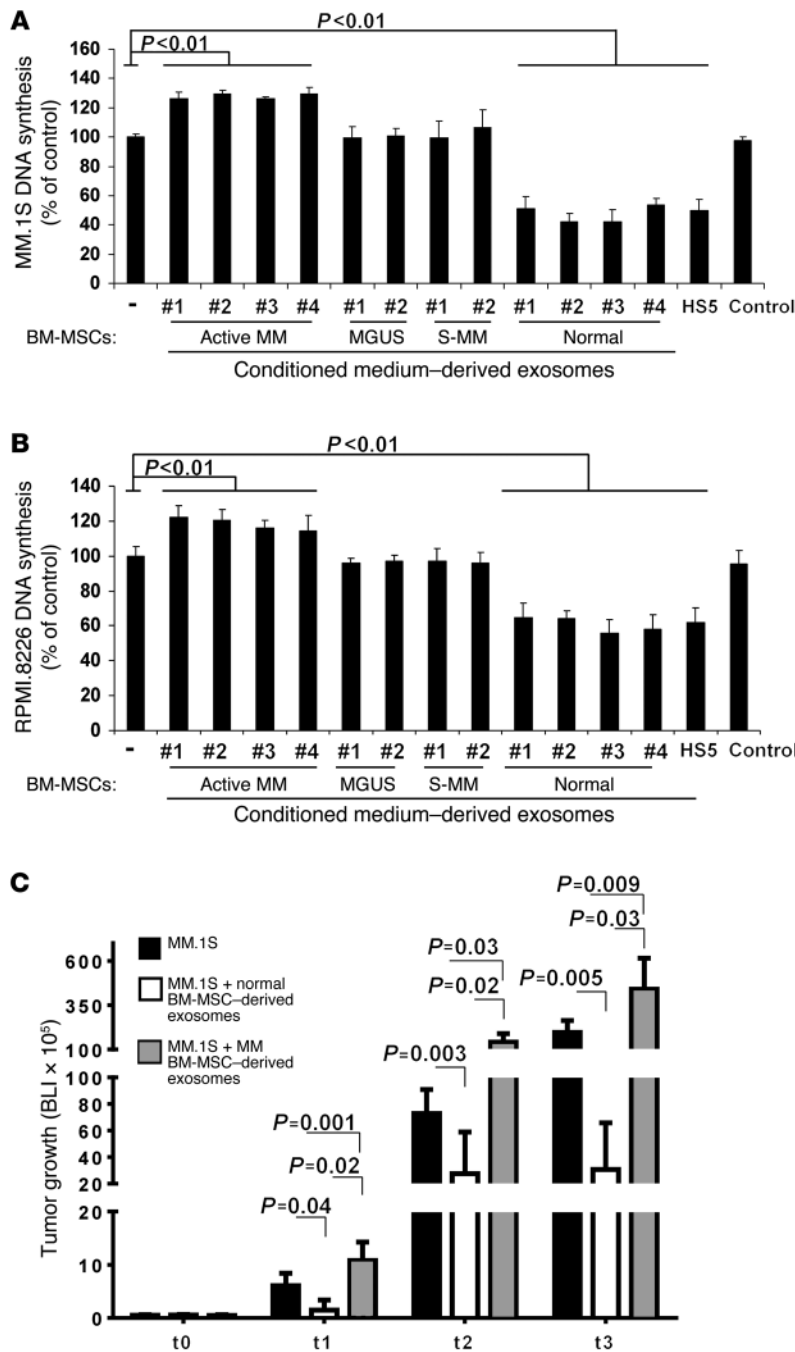 A
P<0.01
P<0.01
MM.1S DNA synthesis
(% of control)
160
140
120
100
80
60
40
20
0
- #1 #2 #3 #4 #1 #2 #1 #2 #1 #2 #3 #4 HS5 Control
BM-MSCs: Active MM MGUS S-MM Normal
Conditioned medium–derived exosomes
B
P<0.01
P<0.01
RPMI.8226 DNA synthesis
(% of control)
140
120
100
80
60
40
20
0
- #1 #2 #3 #4 #1 #2 #1 #2 #1 #2 #3 #4 HS5 Control
BM-MSCs: Active MM MGUS S-MM Normal
Conditioned medium–derived exosomes
C
Tumor growth (BLI × 10⁵)
MM.1S
MM.1S + normal
BM-MSC–derived
exosomes
MM.1S + MM
BM-MSC–derived
exosomes
600
350
100
100
80
60
40
20
20
10
0
P=0.001
P=0.02
P=0.04
P=0.03
P=0.02
P=0.003
P=0.009
P=0.03
P=0.005
t0 t1 t2 t3